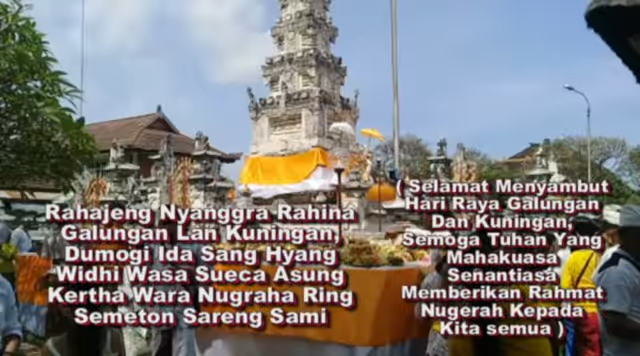 Rahajeng Nyanggra Rahina
Galungan Lan Kuningan,
Dumogi Ida Sang Hyang
Widhi Wasa Sueca Asung
Kertha Wara Nugraha Ring
Semeton Sareng Sami
( Selamat Menyambut
Hari Raya Galungan
Dan Kuningan,
Semoga Tuhan Yang
Mahakuasa
Senantiasa
Memberikan Rahmat
Nugerah Kepada
Kita semua )